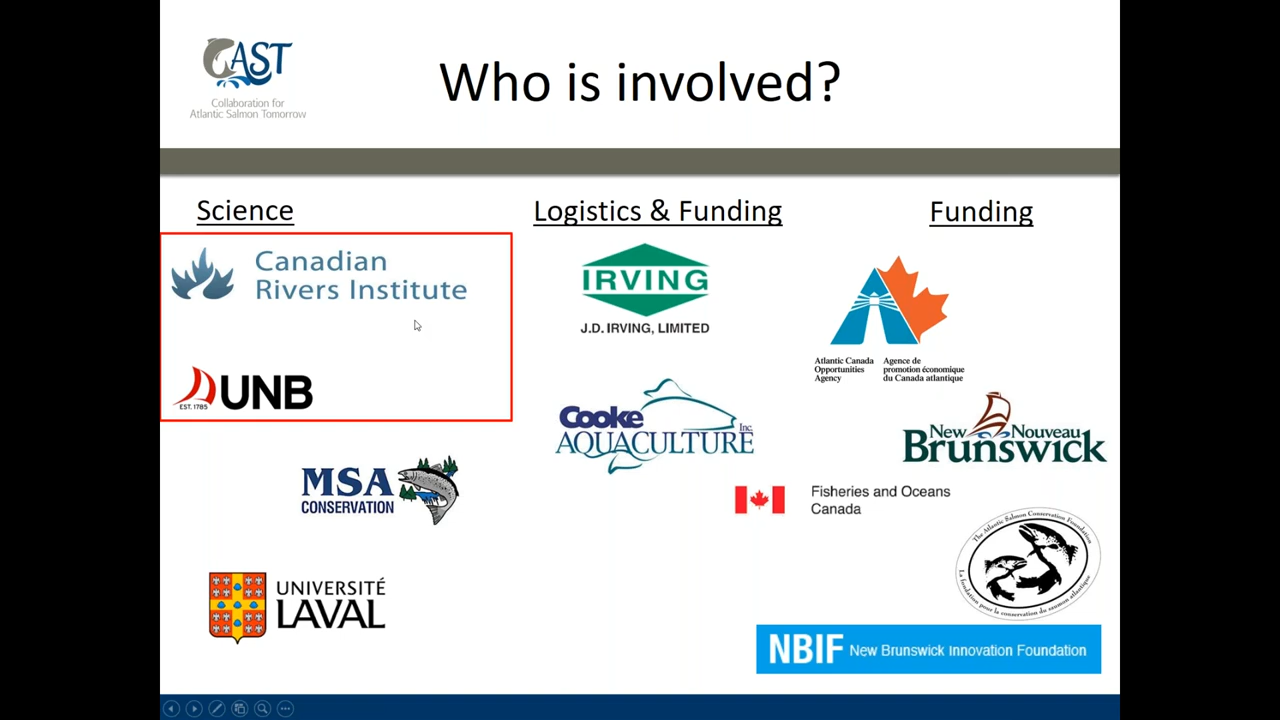 CAST
Collaboration for
Atlantic Salmon Tomorrow
Who is involved?
Science
Canadian
Rivers Institute
EST. 1785
UNB
MSA
CONSERVATION
UNIVERSITÉ
LAVAL
Logistics & Funding
IRVING
J.D. IRVING, LIMITED
Cooke
AQUACULTURE Inc.
Funding
Atlantic Canada
Opportunities
Agency
Agence de
promotion économique
du Canada atlantique
New Nouveau
Brunswick
Fisheries and Oceans
Canada
The Atlantic Salmon Conservation Foundation
La fondation pour la conservation du saumon atlantique
NBIF New Brunswick Innovation Foundation